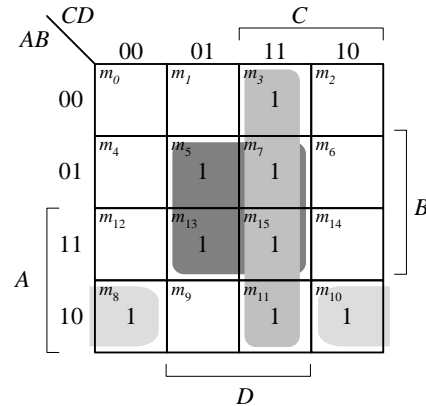 CD
C
AB
00 01 11 10
m₀ m₁ m₃ m₂
00 1
m₄ m₅ m₇ m₆
01 1 1
B
m₁₂ m₁₃ m₁₅ m₁₄
A
11 1 1
m₈ m₉ m₁₁ m₁₀
10 1 1 1
D